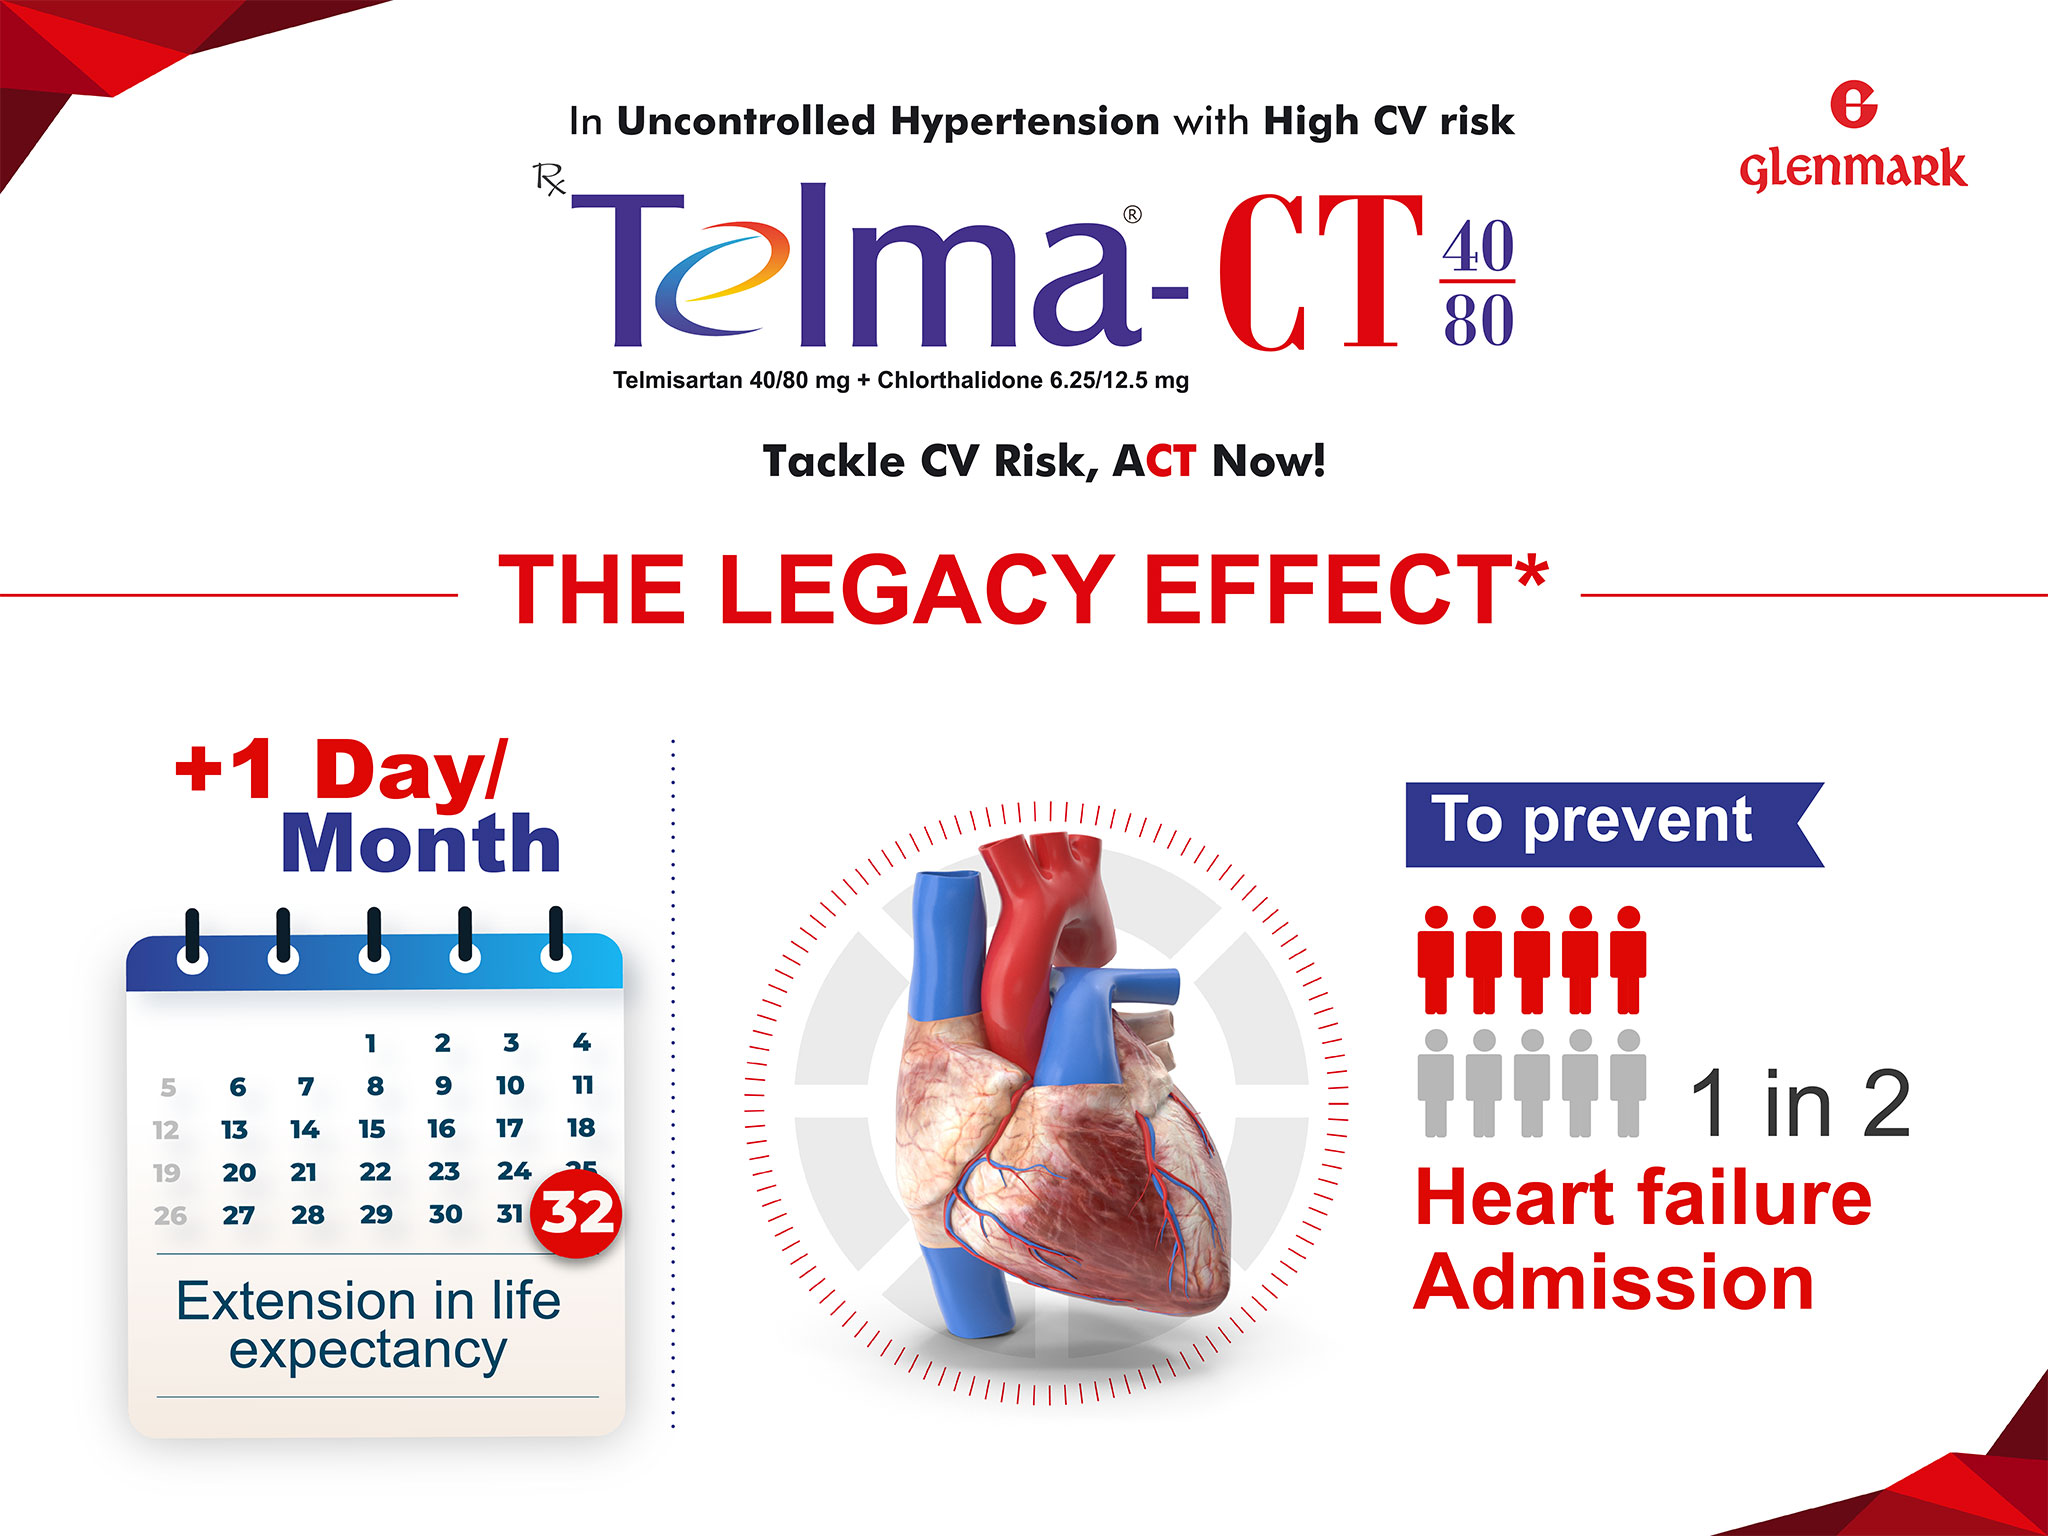 In Uncontrolled Hypertension with High CV risk
GLENMARK
Rx
Telma®-CT 40
80
Telmisartan 40/80 mg + Chlorthalidone 6.25/12.5 mg
Tackle CV Risk, ACT Now!
THE LEGACY EFFECT*
+1 Day/
Month
1 2 3 4
5 6 7 8 9 10 11
12 13 14 15 16 17 18
19 20 21 22 23 24 25
26 27 28 29 30 31 32
Extension in life
expectancy
To prevent
1 in 2
Heart failure
Admission